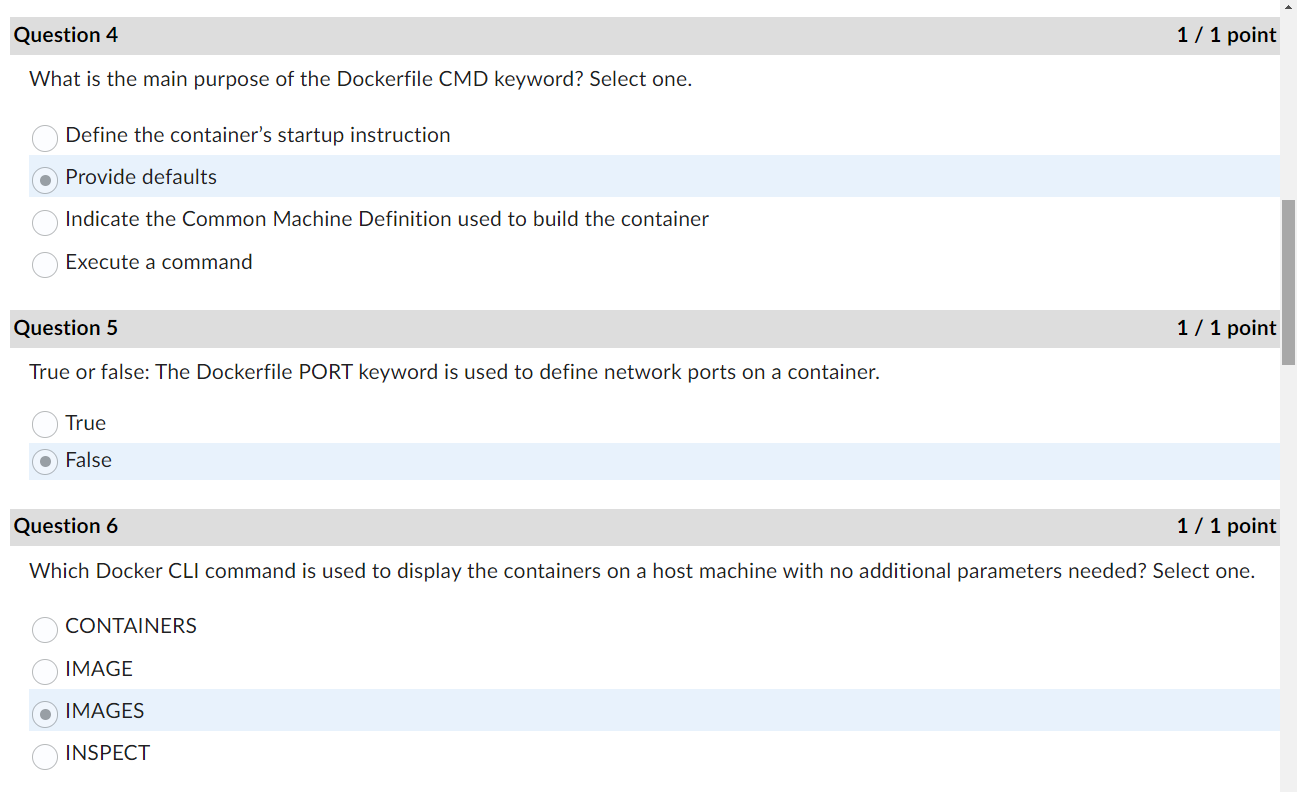 Question 4 1 / 1 point
What is the main purpose of the Dockerfile CMD keyword? Select one.
Define the container’s startup instruction
Provide defaults
Indicate the Common Machine Definition used to build the container
Execute a command
Question 5 1 / 1 point
True or false: The Dockerfile PORT keyword is used to define network ports on a container.
True
False
Question 6 1 / 1 point
Which Docker CLI command is used to display the containers on a host machine with no additional parameters needed? Select one.
CONTAINERS
IMAGE
IMAGES
INSPECT